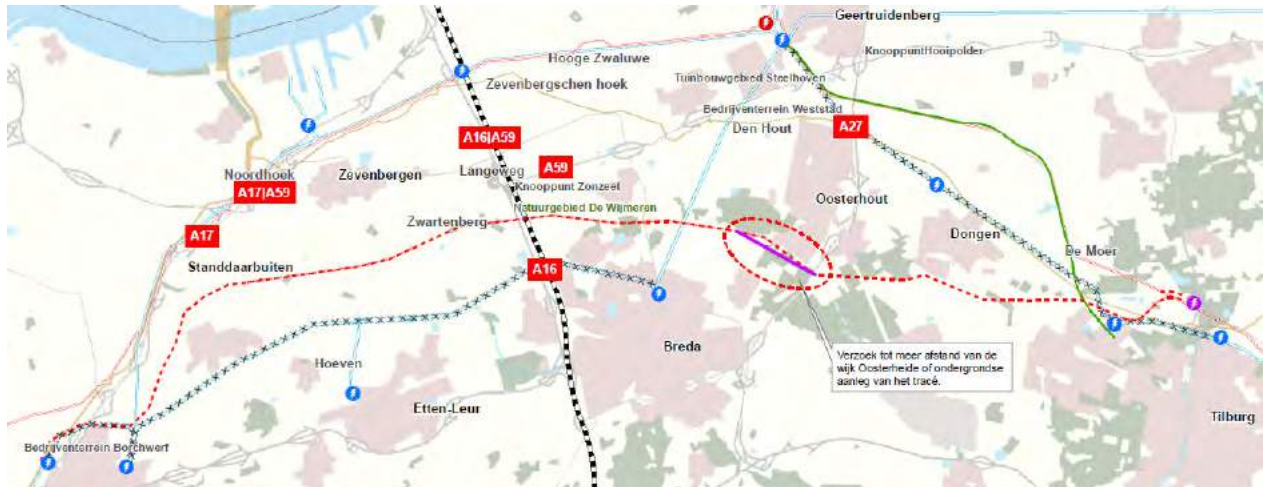 Geertruidenberg
Knooppunt Hooipolder
Hooge Zwaluwe
Zevenbergschen hoek
Tuinbouwgebied Steelhoven
Bedrijventerrein Weststad
Den Hout
A27
A16|A59
A59
Noordhoek
A17|A59
Zevenbergen
Langeweg
Knooppunt Zonzeel
Natuurgebied De Wijmeren
Zwartenberg
Oosterhout
A17
Standdaarbuiten
Dongen
De Moer
A16
Breda
Hoeven
Verzoek tot meer afstand van de
wijk Oosterheide of ondergrondse
aanleg van het tracé.
Etten-Leur
Tilburg
Bedrijventerrein Borchwerf